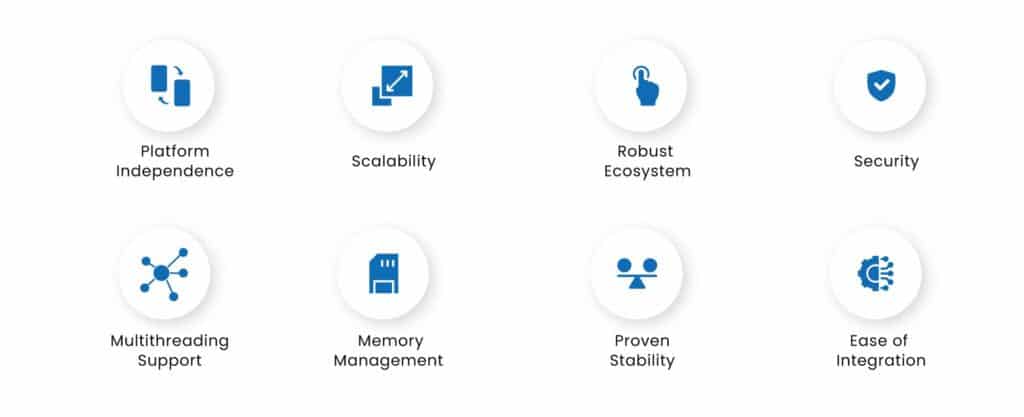 Platform
Independence
Scalability
Robust
Ecosystem
Security
Multithreading
Support
Memory
Management
Proven
Stability
Ease of
Integration